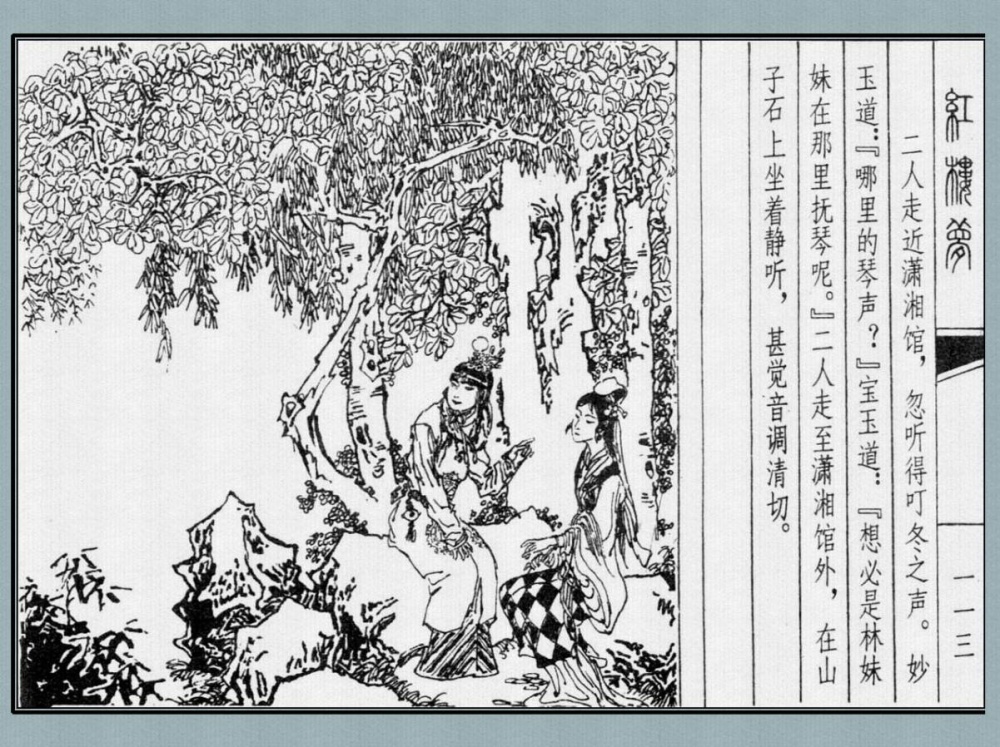 紅樓夢
一一三
二人走近潇湘馆，忽听得叮冬之声。妙
玉道：『哪里的琴声？』宝玉道：『想必是林妹
妹在那里抚琴呢。』二人走至潇湘馆外，在山
子石上坐着静听，甚觉音调清切。